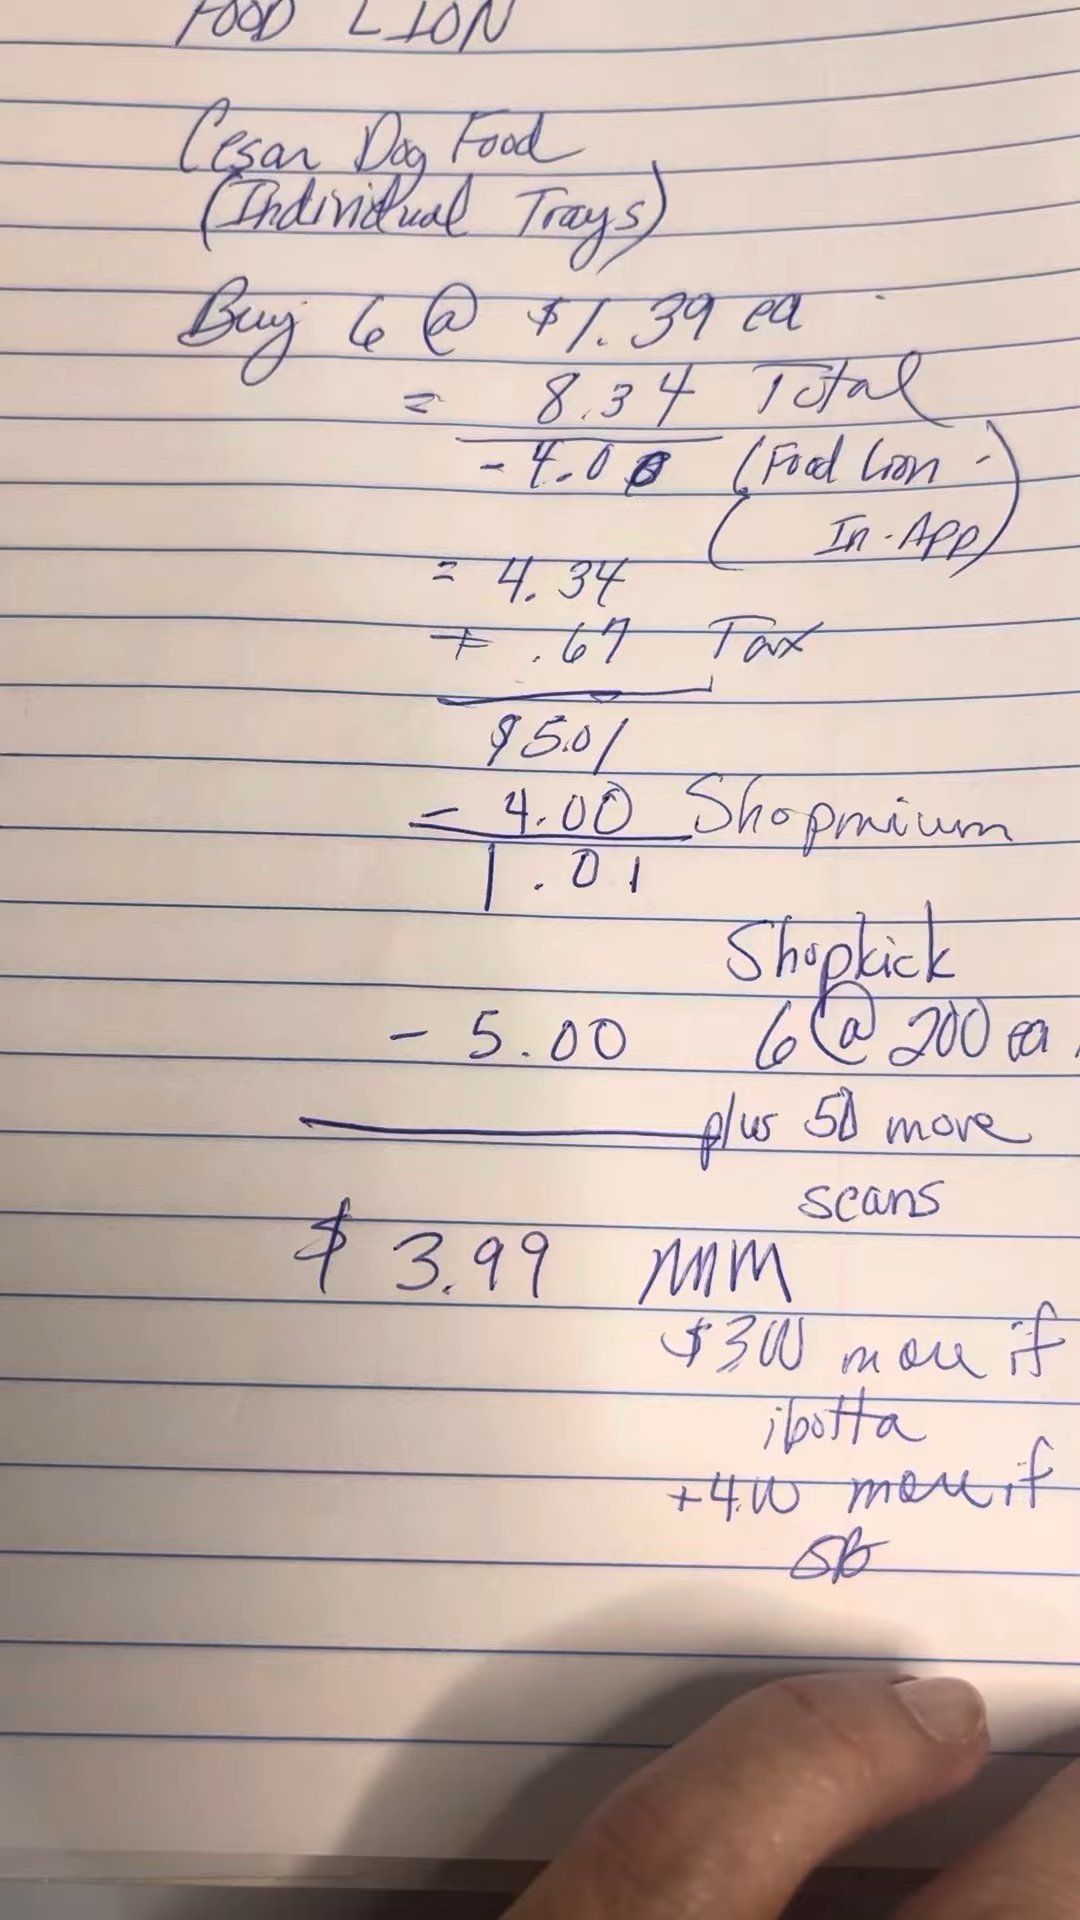 FOOD LION
Cesar Dog Food
(Individual Trays)
Buy 6 @ $1.39 ea
= 8.34 Total
- 4.00 (Food Lion -
In-App)
= 4.34
+ .67 Tax
$5.01
- 4.00 Shopmium
1.01
Shopkick
- 5.00 6 @ 200 ea
plus 50 more
scans
$ 3.99 MM
$3.00 more if
ibotta
+4.00 more if
SB